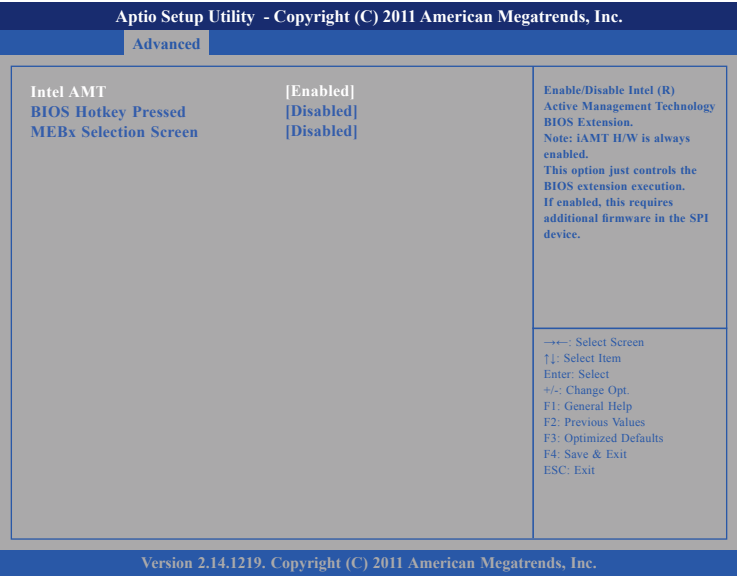 Aptio Setup Utility - Copyright (C) 2011 American Megatrends, Inc.
Advanced
Intel AMT [Enabled]
BIOS Hotkey Pressed [Disabled]
MEBx Selection Screen [Disabled]
Enable/Disable Intel (R)
Active Management Technology
BIOS Extension.
Note: iAMT H/W is always
enabled.
This option just controls the
BIOS extension execution.
If enabled, this requires
additional firmware in the SPI
device.
→←: Select Screen
↑↓: Select Item
Enter: Select
+/-: Change Opt.
F1: General Help
F2: Previous Values
F3: Optimized Defaults
F4: Save & Exit
ESC: Exit
Version 2.14.1219. Copyright (C) 2011 American Megatrends, Inc.